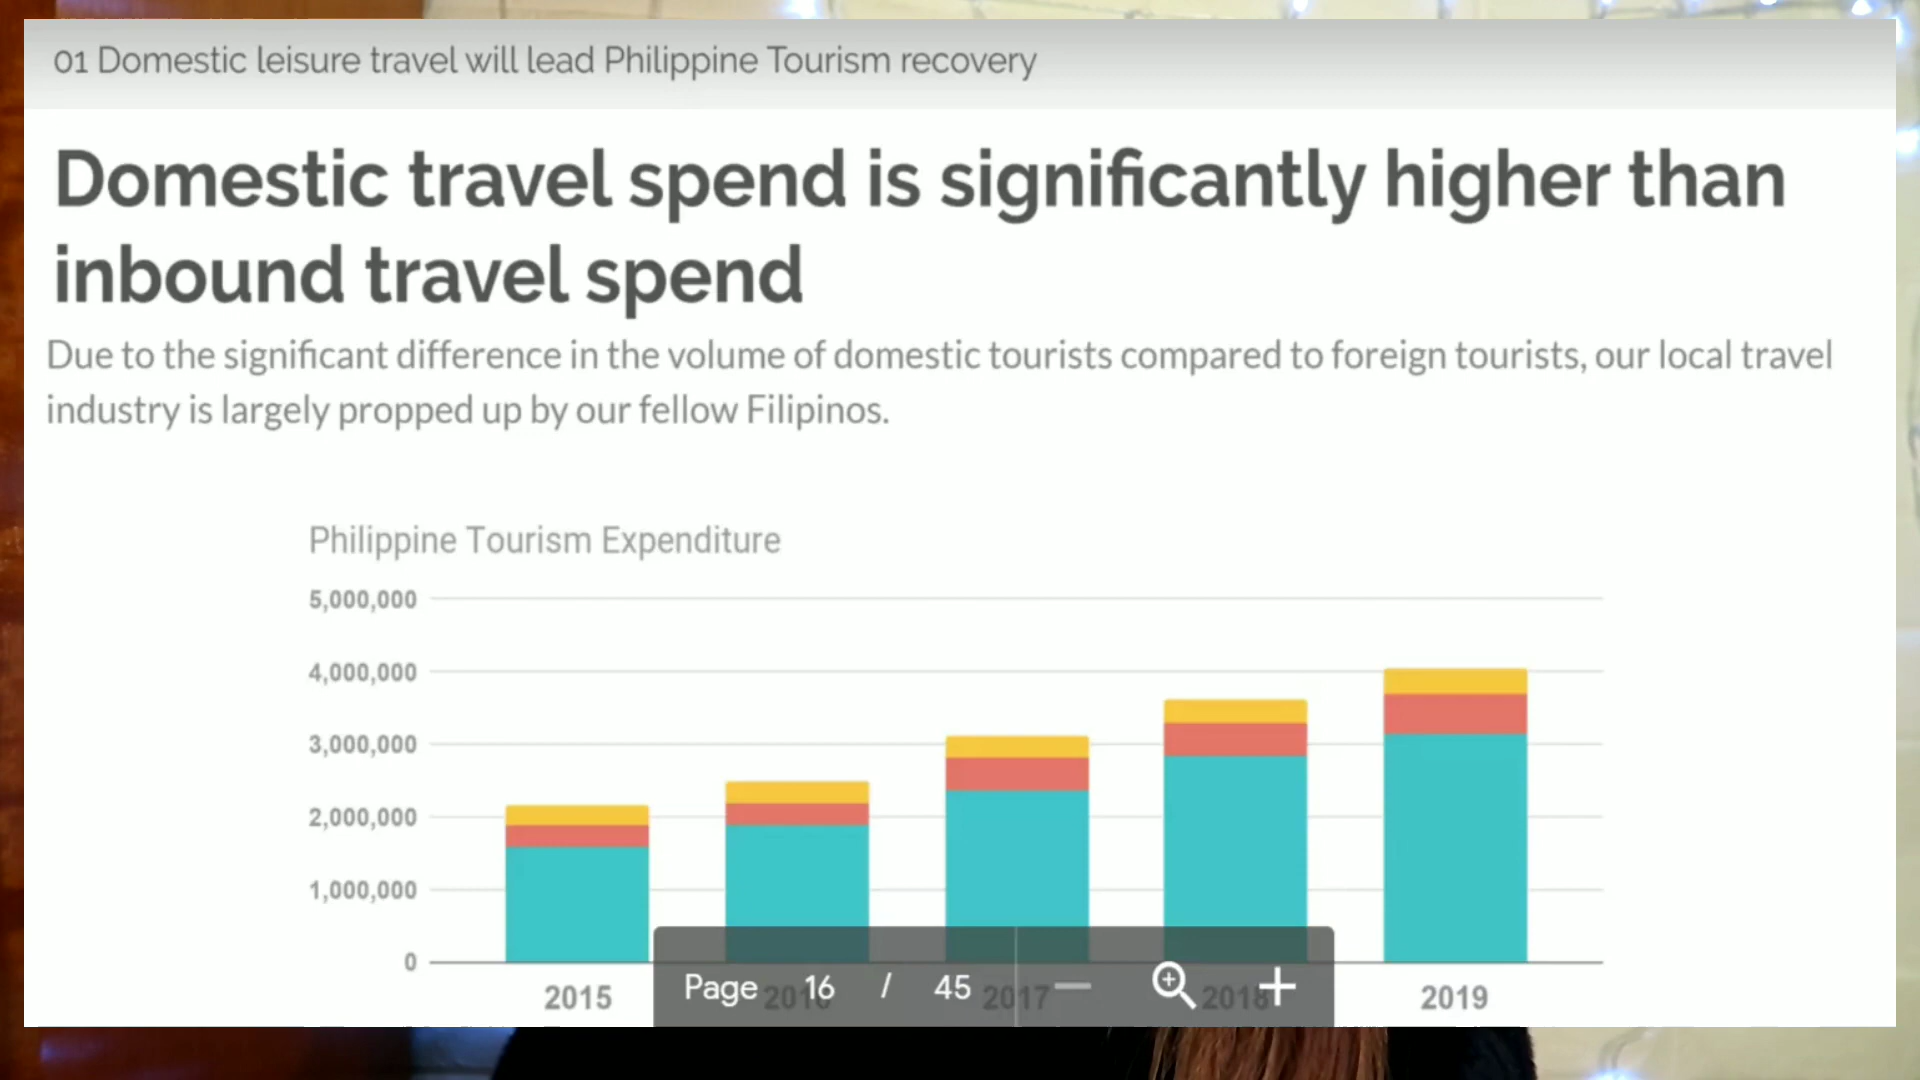 01 Domestic leisure travel will lead Philippine Tourism recovery
Domestic travel spend is significantly higher than
inbound travel spend
Due to the significant difference in the volume of domestic tourists compared to foreign tourists, our local travel
industry is largely propped up by our fellow Filipinos.
Philippine Tourism Expenditure
5,000,000
4,000,000
3,000,000
2,000,000
1,000,000
0
2015 2016 2017 2018 2019
Page 16 / 45